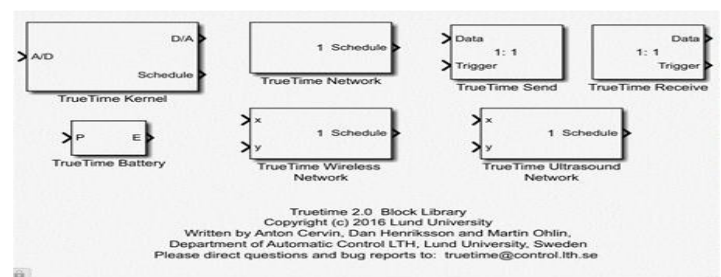 A/D
D/A
Schedule
TrueTime Kernel
1 Schedule
TrueTime Network
Data
1: 1
Trigger
TrueTime Send
Data
1: 1
Trigger
TrueTime Receive
P
E
TrueTime Battery
x
1 Schedule
y
TrueTime Wireless
Network
x
1 Schedule
y
TrueTime Ultrasound
Network
Truetime 2.0 Block Library
Copyright (c) 2016 Lund University
Written by Anton Cervin, Dan Henriksson and Martin Ohlin,
Department of Automatic Control LTH, Lund University, Sweden
Please direct questions and bug reports to: truetime@control.lth.se